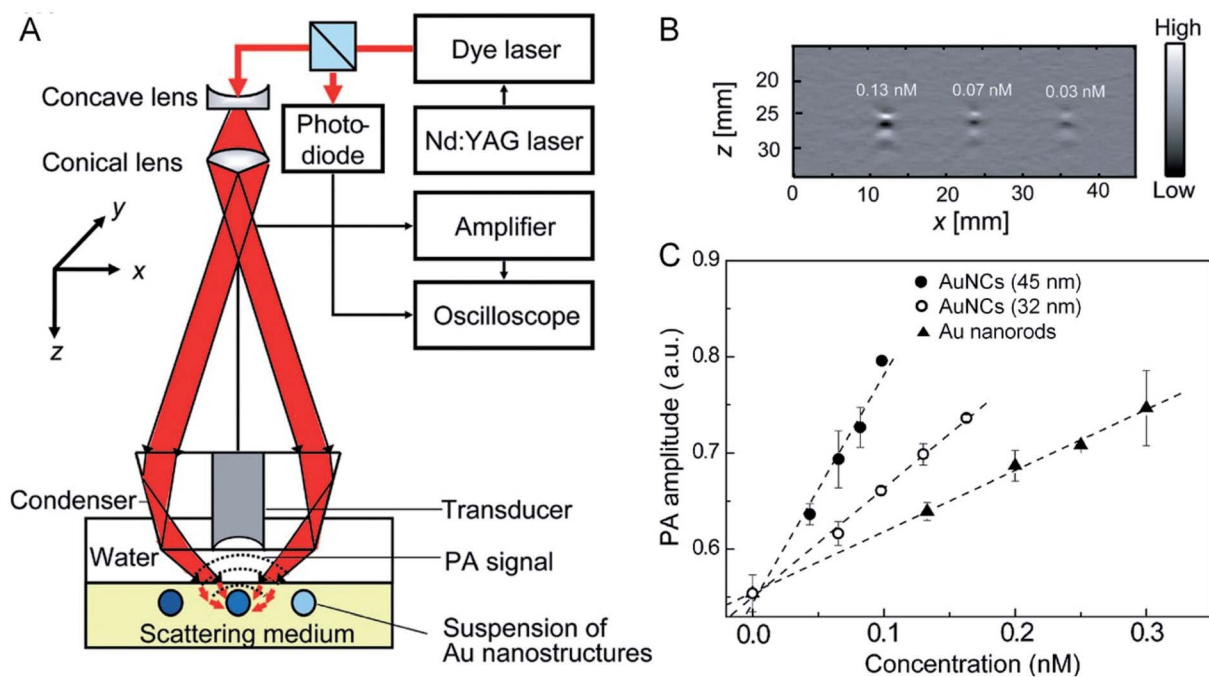 A
Dye laser
Concave lens
Photo-
diode
Nd:YAG laser
Conical lens
Amplifier
y
x
z
Oscilloscope
Condenser
Transducer
Water
PA signal
Scattering medium
Suspension of
Au nanostructures
B
High
Low
0.13 nM
0.07 nM
0.03 nM
20
25
30
z [mm]
0
10
20
30
40
x [mm]
C
0.9
0.8
0.7
0.6
PA amplitude (a.u.)
AuNCs (45 nm)
AuNCs (32 nm)
Au nanorods
0.0
0.1
0.2
0.3
Concentration (nM)